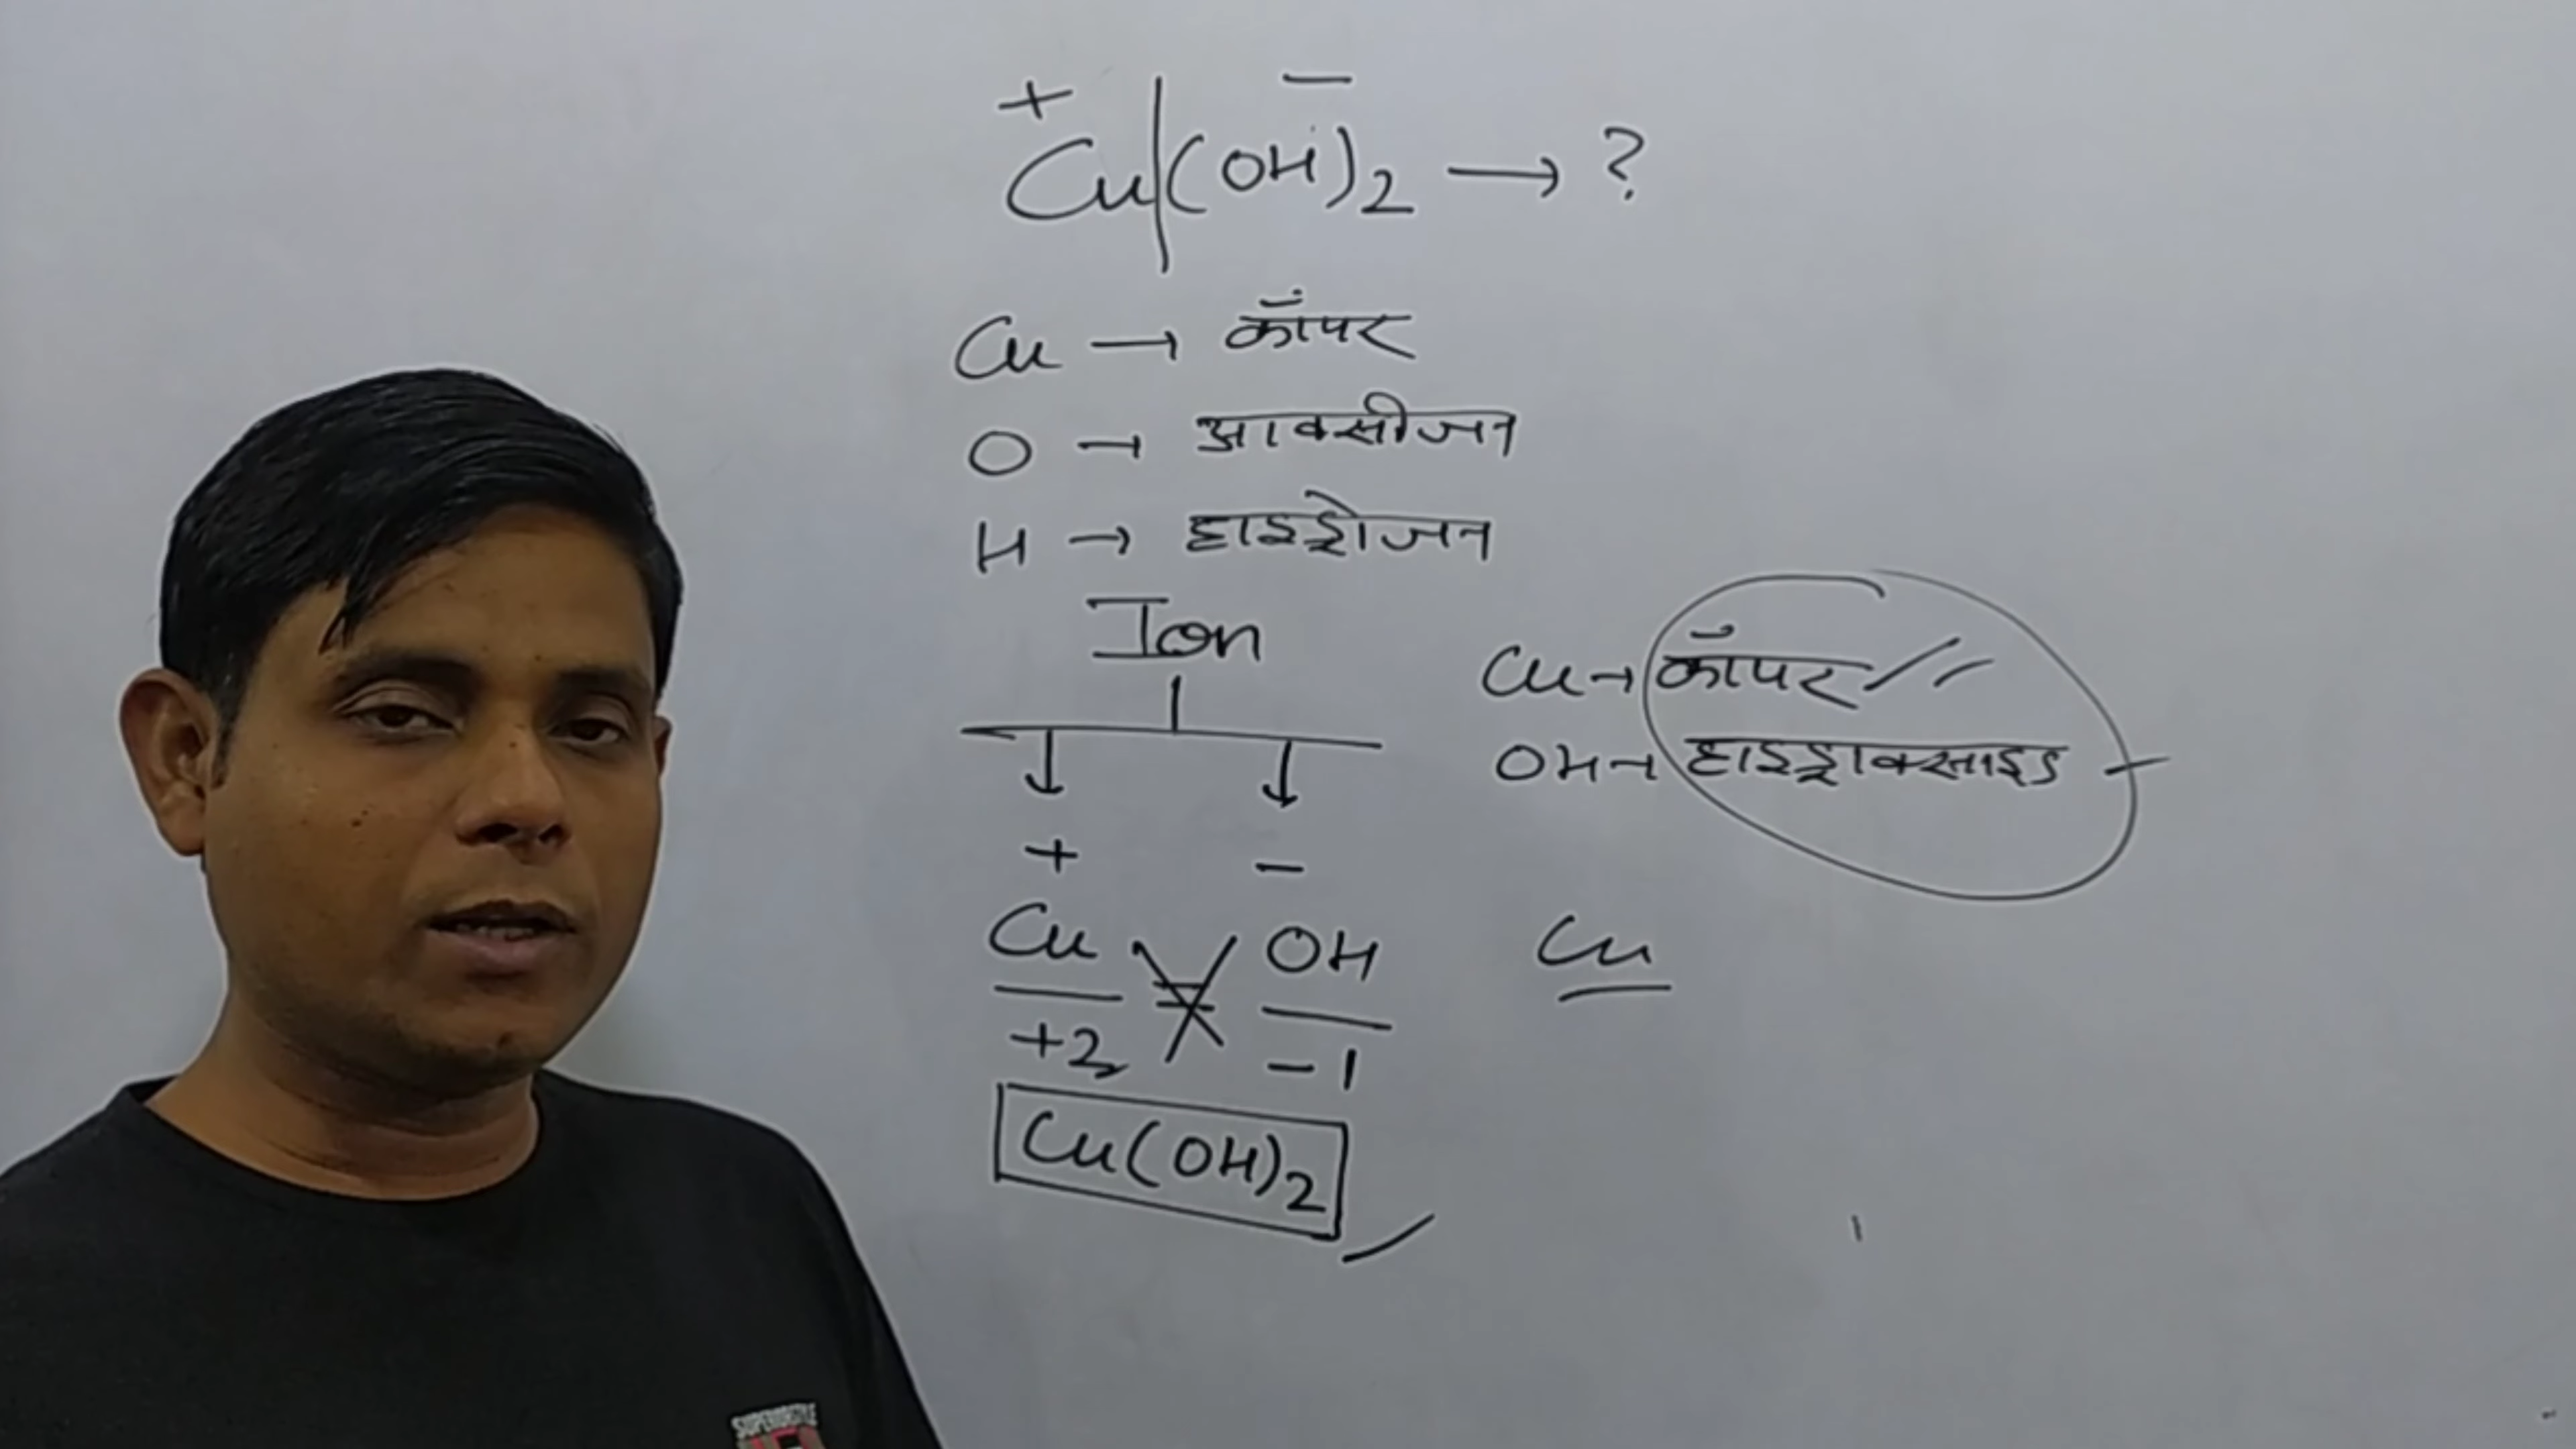 + −
Cu|(OH)2 → ?
Cu → कॉपर
O → आक्सीजन
H → हाइड्रोजन
Ion
Cu → कॉपर
OH → हाइड्राक्साइड
+ −
Cu OH
+2 −1
Cu
Cu(OH)2